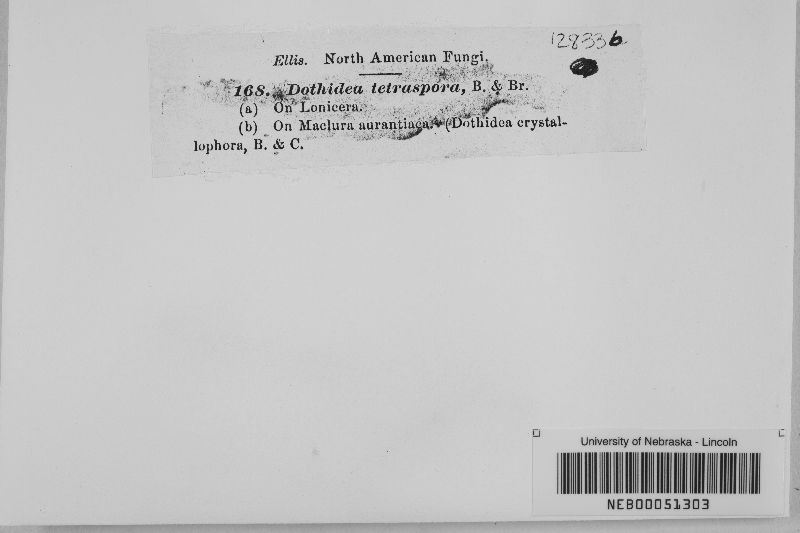 12833b
Ellis. North American Fungi.
168. Dothidea tetraspora, B. & Br.
(a) On Lonicera.
(b) On Maclura aurantiaca. (Dothidea crystal-
lophora, B. & C.
University of Nebraska - Lincoln
NEB00051303